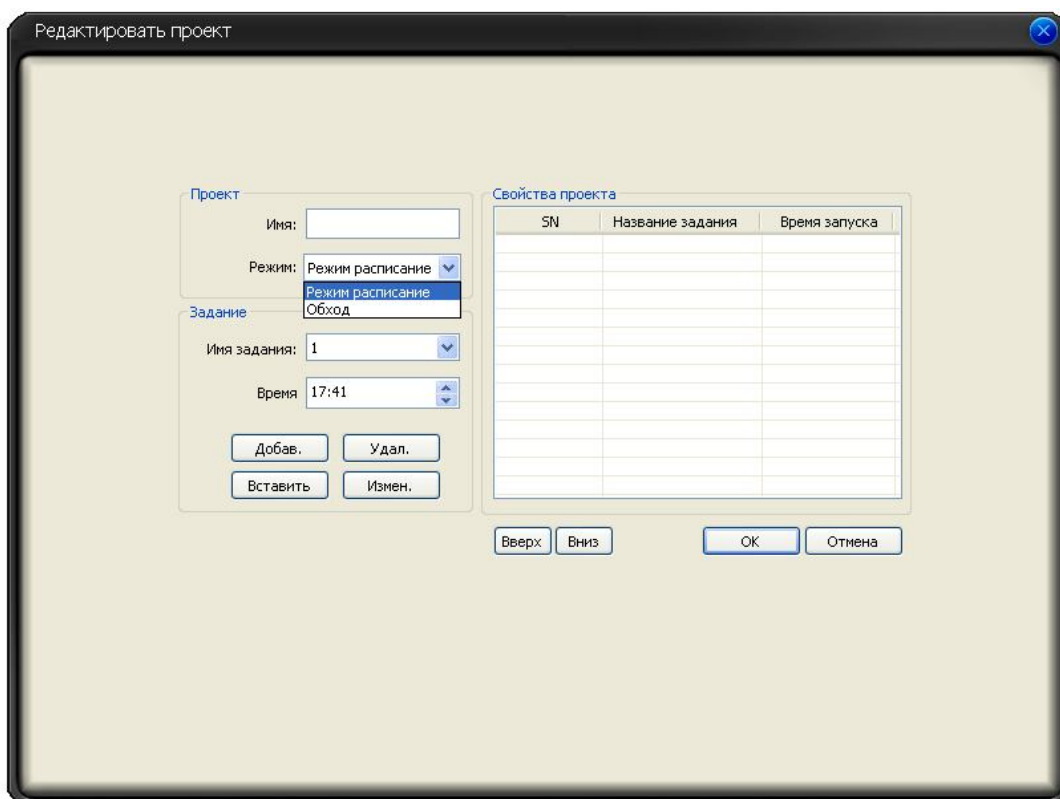 Редактировать проект
Проект
Имя:
Режим: Режим расписание
Режим расписание
Обход
Задание
Имя задания: 1
Время 17:41
Добав. Удал.
Вставить Измен.
Свойства проекта
SN Название задания Время запуска
Вверх Вниз OK Отмена